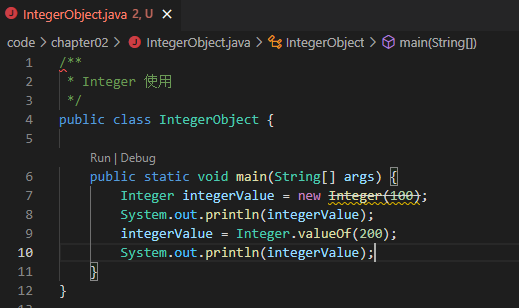 IntegerObject.java 2, U
code > chapter02 > IntegerObject.java > IntegerObject > main(String[])
1 /**
2 * Integer 使用
3 */
4 public class IntegerObject {
5
Run | Debug
6 public static void main(String[] args) {
7 Integer integerValue = new Integer(100);
8 System.out.println(integerValue);
9 integerValue = Integer.valueOf(200);
10 System.out.println(integerValue);
11 }
12 }